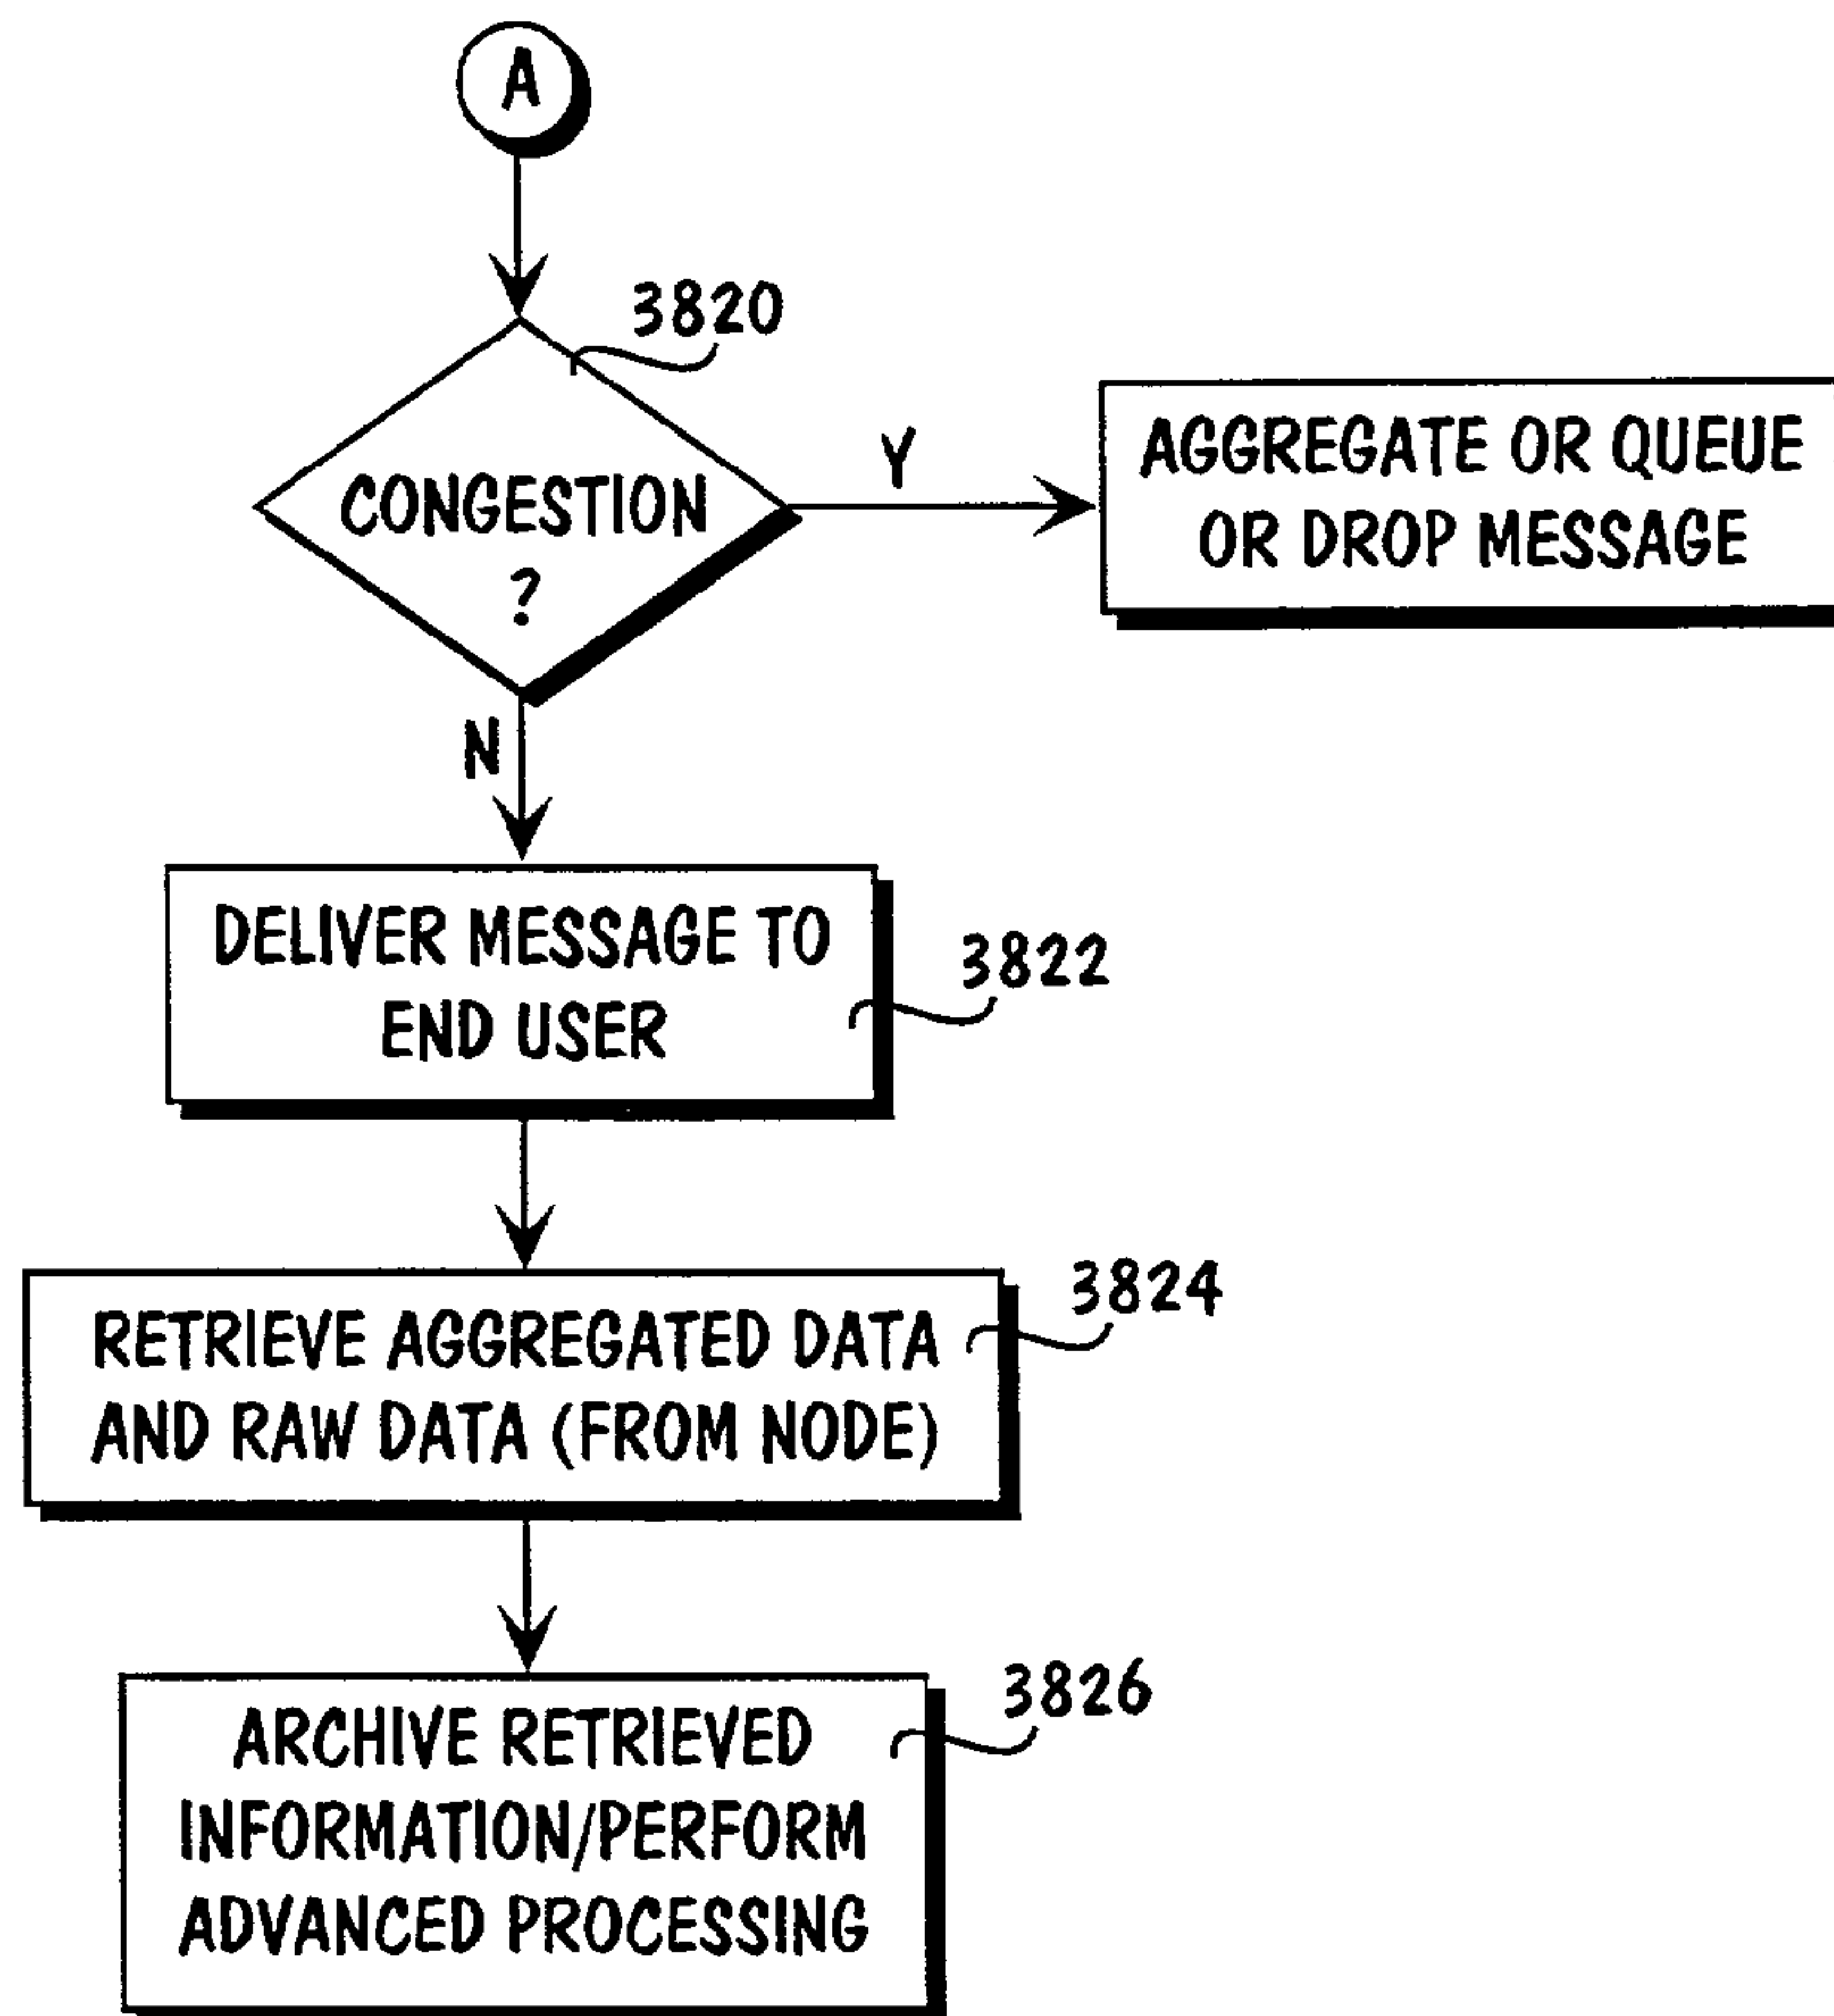 A
3820
CONGESTION
?
Y
AGGREGATE OR QUEUE
OR DROP MESSAGE
N
DELIVER MESSAGE TO
END USER
3822
RETRIEVE AGGREGATED DATA
AND RAW DATA (FROM NODE)
3824
ARCHIVE RETRIEVED
INFORMATION/PERFORM
ADVANCED PROCESSING
3826